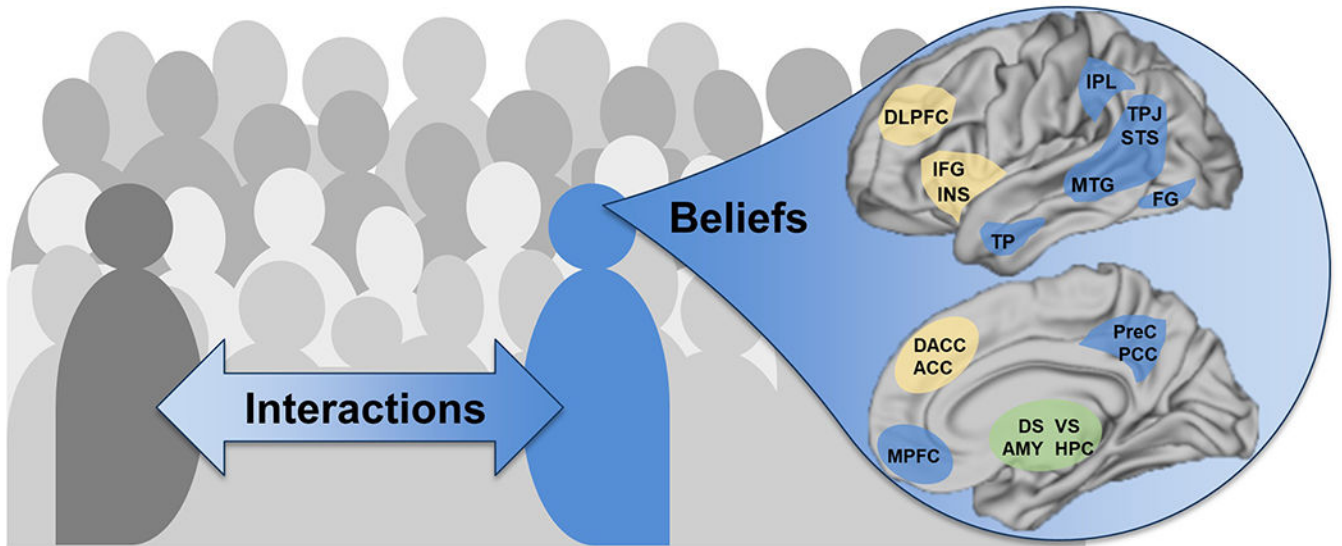 Interactions
Beliefs
DLPFC
IPL
TPJ
STS
IFG
INS
MTG
FG
TP
DACC
ACC
PreC
PCC
MPFC
DS VS
AMY HPC